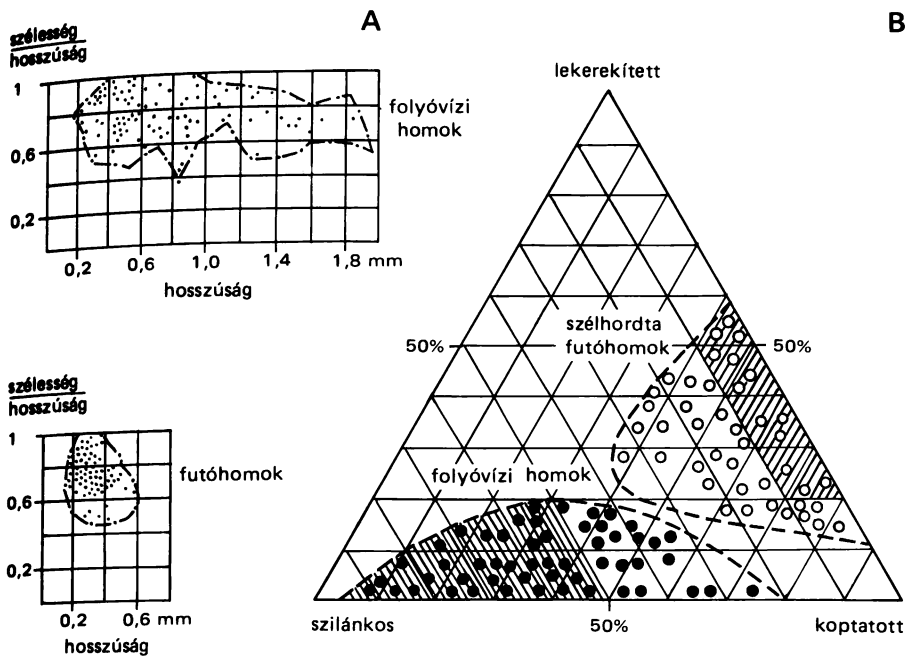 A
szélesség
hosszúság
1
0,6
0,2
0,2
0,6
1,0
1,4
1,8 mm
hosszúság
folyóvízi
homok
szélesség
hosszúság
1
0,6
0,2
0,2
0,6 mm
hosszúság
futóhomok
B
lekerekített
szélhordta
futóhomok
50%
50%
folyóvízi homok
szilánkos
50%
koptatott